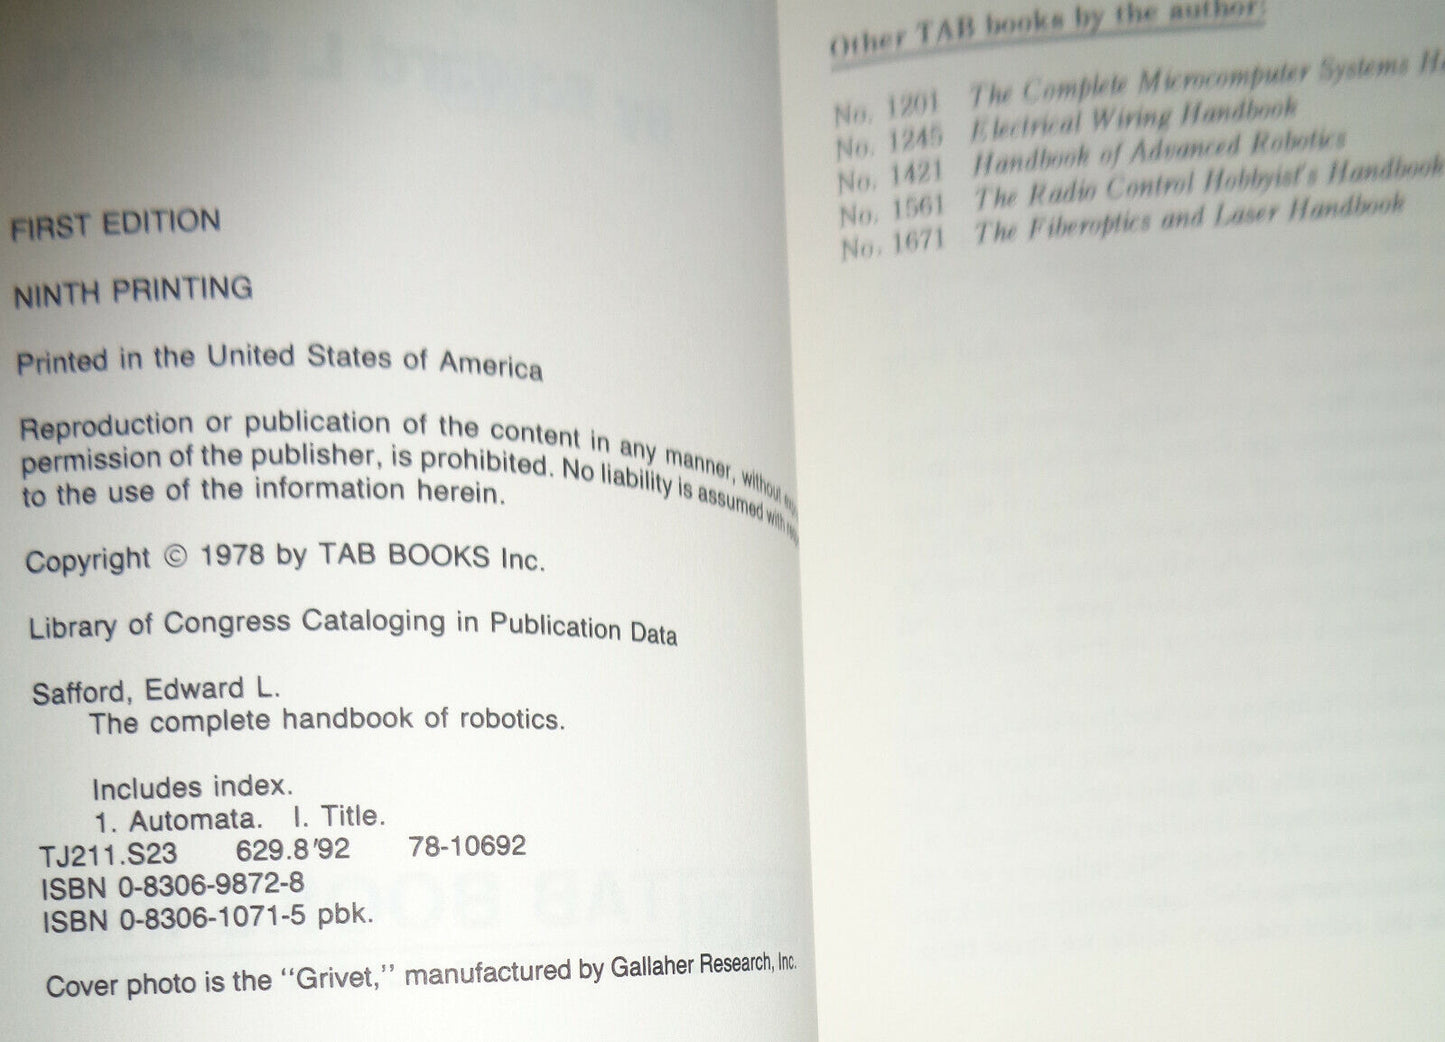 FIRST EDITION
NINTH PRINTING
Printed in the United States of America
Reproduction or publication of the content in any manner, without
permission of the publisher, is prohibited. No liability is assumed with
to the use of the information herein.
Copyright © 1978 by TAB BOOKS Inc.
Library of Congress Cataloging in Publication Data
Safford, Edward L.
The complete handbook of robotics.
Includes index.
1. Automata. I. Title.
TJ211.S23 629.8'92 78-10692
ISBN 0-8306-9872-8
ISBN 0-8306-1071-5 pbk.
Cover photo is the "Grivet," manufactured by Gallaher Research, Inc.
Other TAB books by the author:
No. 1201 The Complete Microcomputer Systems
No. 1245 Electrical Wiring Handbook
No. 1421 Handbook of Advanced Robotics
No. 1561 The Radio Control Hobbyist's Handbook
No. 1671 The Fiberoptics and Laser Handbook